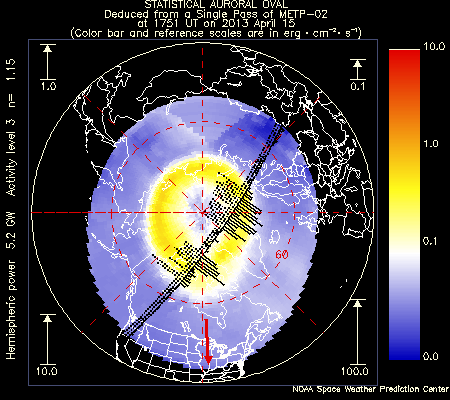 STATISTICAL AURORAL OVAL
Deduced from a Single Pass of METP-02
at 1751 UT on 2013 April 15
(Color bar and reference scales are in erg · cm⁻² · s⁻¹)
Hemispheric power 5.2 GW Activity level 3 n= 1.15
1.0
0.1
10.0
1.0
0.1
0.0
60
10.0
100.0
NOAA Space Weather Prediction Center